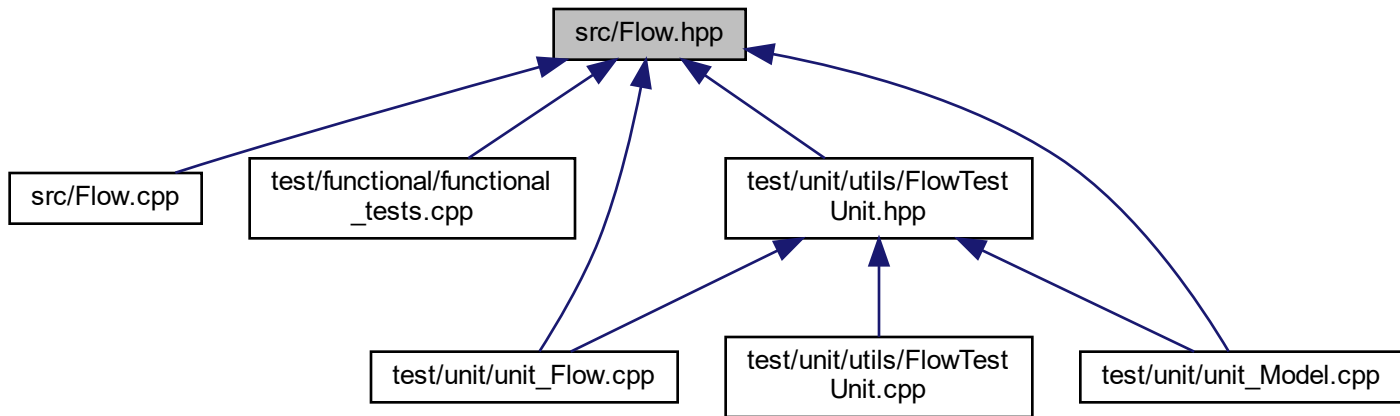 src/Flow.hpp
src/Flow.cpp
test/functional/functional
_tests.cpp
test/unit/utils/FlowTest
Unit.hpp
test/unit/unit_Flow.cpp
test/unit/utils/FlowTest
Unit.cpp
test/unit/unit_Model.cpp